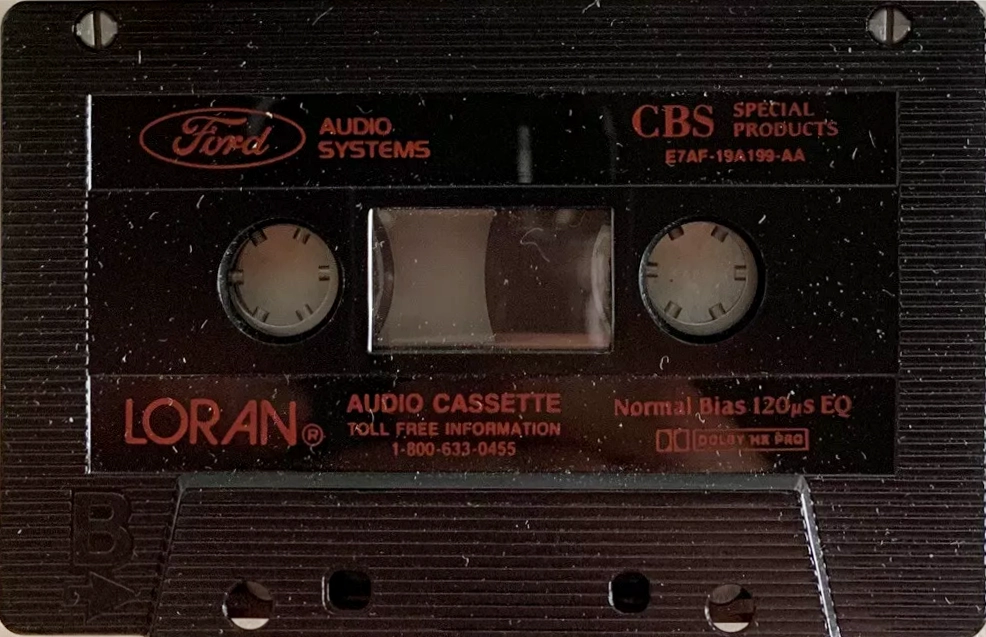 Ford AUDIO SYSTEMS
CBS SPECIAL PRODUCTS
E7AF-19A199-AA
LORAN®
AUDIO CASSETTE
TOLL FREE INFORMATION
1-800-633-0455
Normal Bias 120µs EQ
DOLBY HX PRO
B